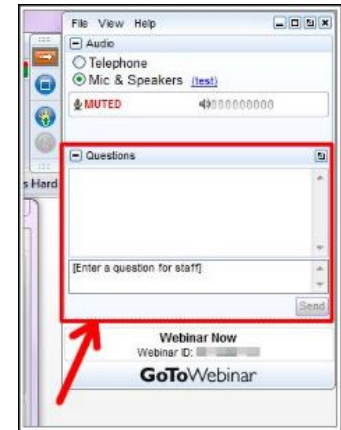 File View Help
Audio
Telephone
Mic & Speakers (test)
MUTED
Questions
s Hard
[Enter a question for staff]
Send
Webinar Now
Webinar ID:
GoToWebinar